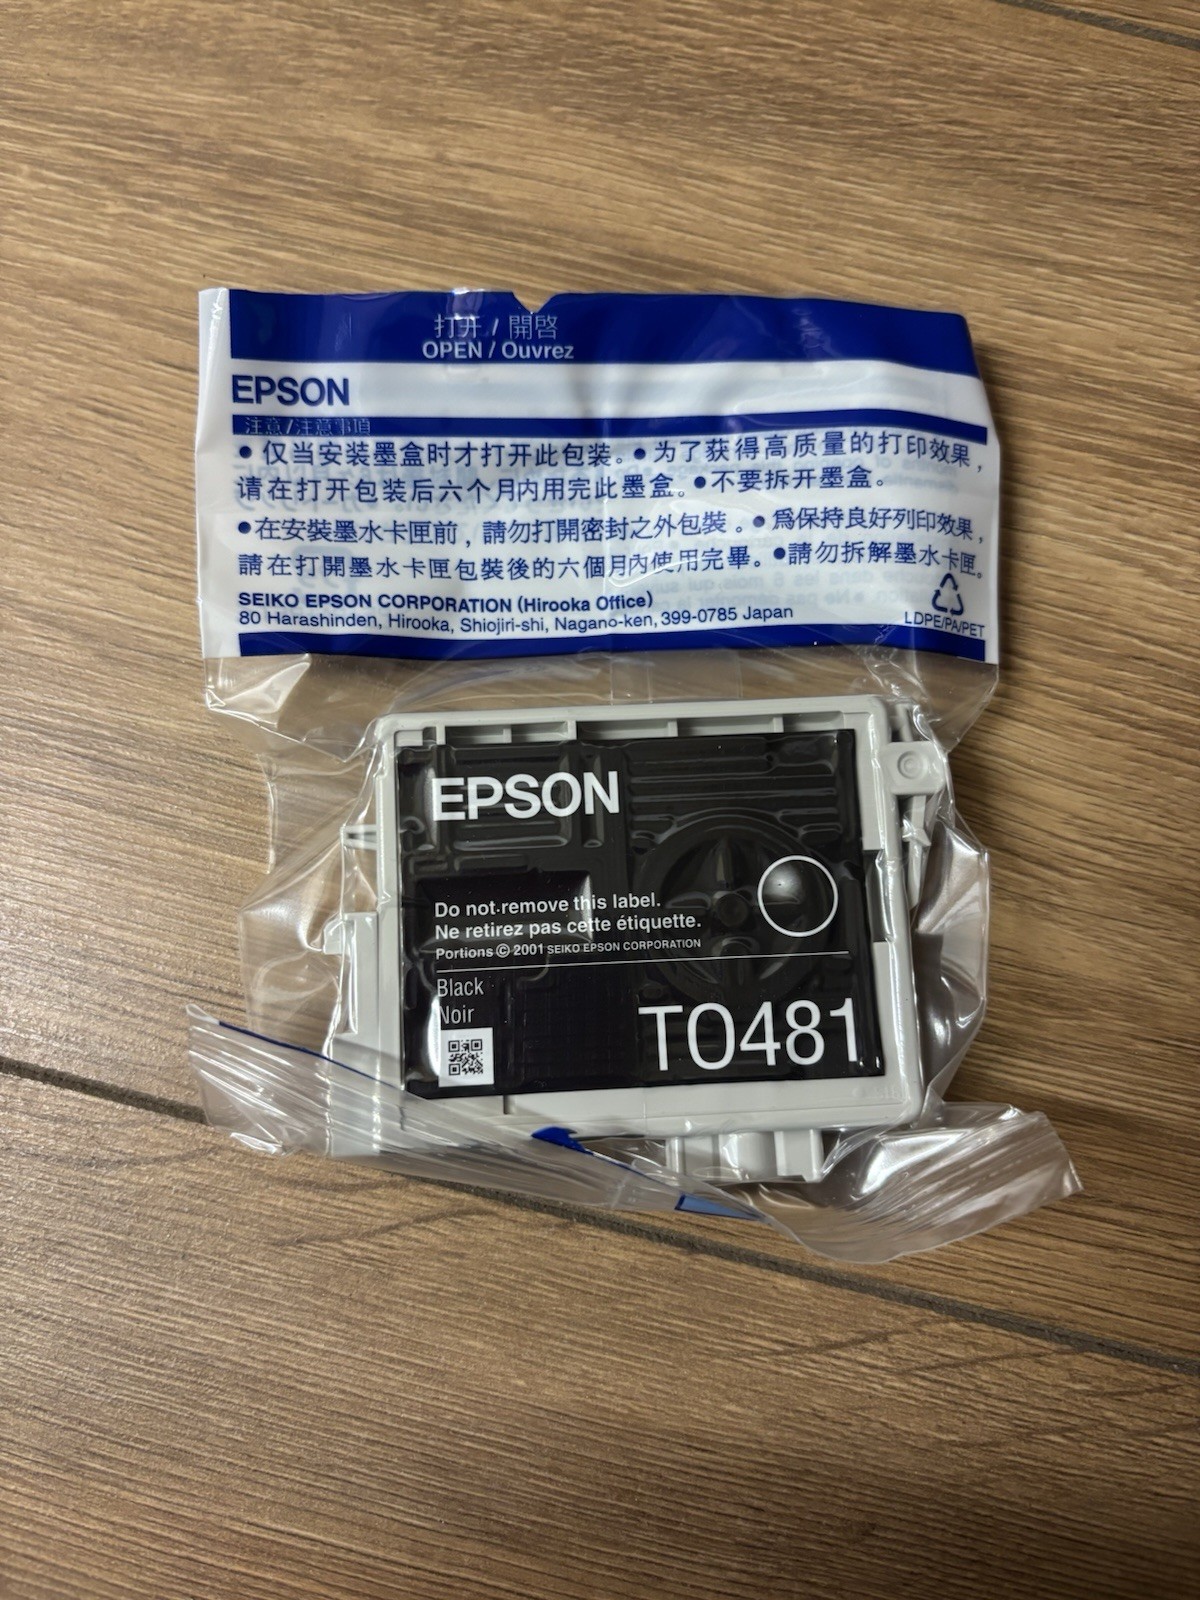 打开 / 開啓
OPEN / Ouvrez
EPSON
注意/注意事項
●仅当安装墨盒时才打开此包装。●为了获得高质量的打印效果，
请在打开包装后六个月内用完此墨盒。●不要拆开墨盒。
●在安裝墨水卡匣前，請勿打開密封之外包裝。●爲保持良好列印效果，
請在打開墨水卡匣包裝後的六個月內使用完畢。●請勿拆解墨水卡匣。
SEIKO EPSON CORPORATION (Hirooka Office)
80 Harashinden, Hirooka, Shiojiri-shi, Nagano-ken, 399-0785 Japan
LDPE/PA/PET
EPSON
Do not remove this label.
Ne retirez pas cette étiquette.
Portions © 2001 SEIKO EPSON CORPORATION
Black
Noir
T0481